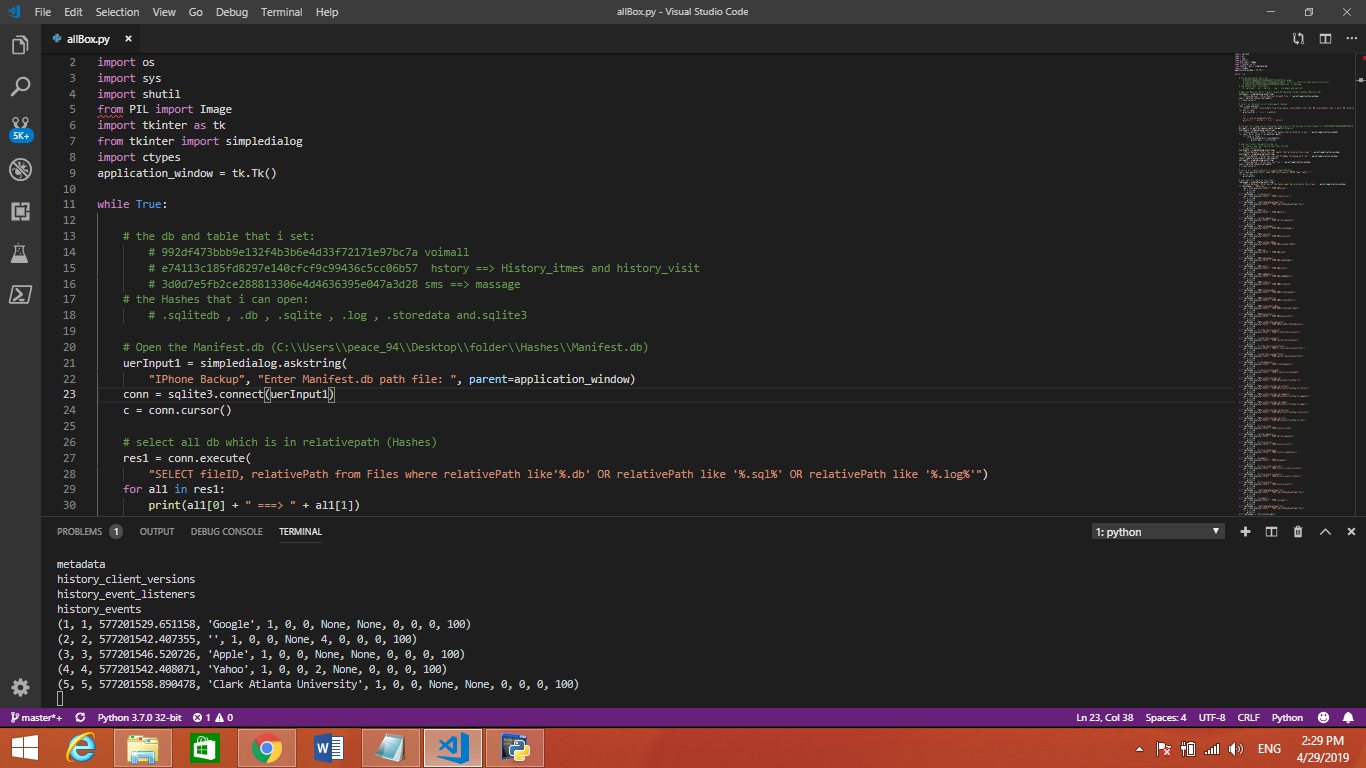 File Edit Selection View Go Debug Terminal Help
allBox.py - Visual Studio Code
allBox.py
2 import os
3 import sys
4 import shutil
5 from PIL import Image
6 import tkinter as tk
7 from tkinter import simpledialog
8 import ctypes
9 application_window = tk.Tk()
10
11 while True:
12
13 # the db and table that i set:
14 # 992df473bbb9e132f4b3b6e4d33f72171e97bc7a voimall
15 # e74113c185fd8297e140cfcf9c99436c5cc06b57 hstory ==> History_itmes and history_visit
16 # 3d0d7e5fb2ce288813306e4d4636395e047a3d28 sms ==> massage
17 # the Hashes that i can open:
18 # .sqlitedb , .db , .sqlite , .log , .storedata and.sqlite3
19
20 # Open the Manifest.db (C:\\Users\\peace_94\\Desktop\\folder\\Hashes\\Manifest.db)
21 uerInput1 = simpledialog.askstring(
22 "IPhone Backup", "Enter Manifest.db path file: ", parent=application_window)
23 conn = sqlite3.connect(uerInput1)
24 c = conn.cursor()
25
26 # select all db which is in relativepath (Hashes)
27 res1 = conn.execute(
28 "SELECT fileID, relativePath from Files where relativePath like'%.db' OR relativePath like '%.sql%' OR relativePath like '%.log%'")
29 for all in res1:
30 print(all[0] + " ===> " + all[1])
5K+
PROBLEMS 1 OUTPUT DEBUG CONSOLE TERMINAL
1: python
metadata
history_client_versions
history_event_listeners
history_events
(1, 1, 577201529.651158, 'Google', 1, 0, 0, None, None, 0, 0, 0, 100)
(2, 2, 577201542.407355, '', 1, 0, 0, None, 4, 0, 0, 0, 100)
(3, 3, 577201546.520726, 'Apple', 1, 0, 0, None, None, 0, 0, 0, 100)
(4, 4, 577201542.408071, 'Yahoo', 1, 0, 0, 2, None, 0, 0, 0, 100)
(5, 5, 577201558.890478, 'Clark Atlanta University', 1, 0, 0, None, None, 0, 0, 0, 100)
master*+ Python 3.7.0 32-bit 1 0
Ln 23, Col 38 Spaces: 4 UTF-8 CRLF Python
ENG
2:29 PM
4/29/2019